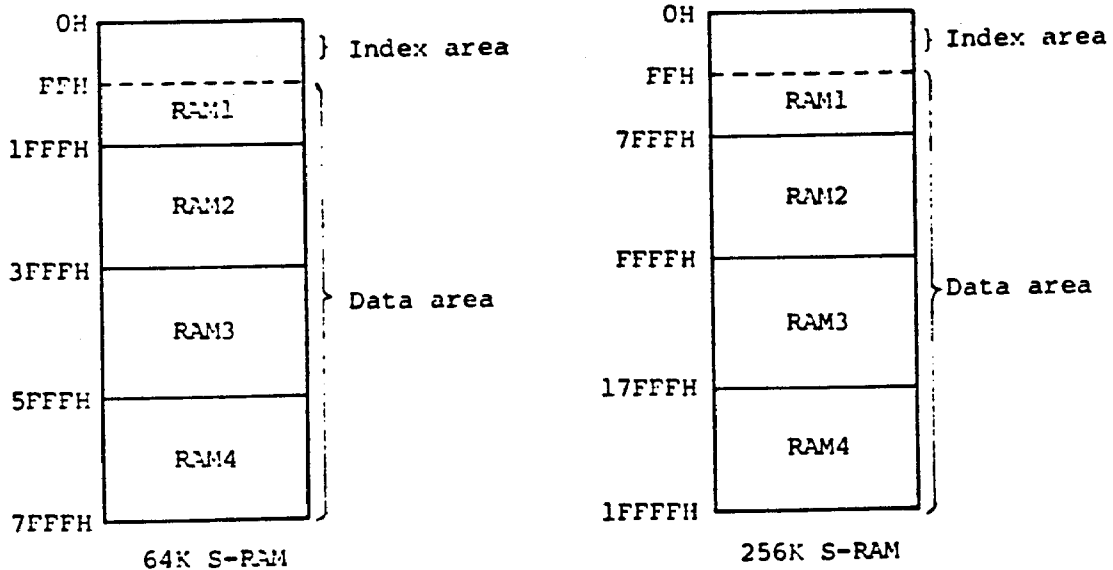 0H
} Index area
FFH
RAM1
1FFFH
RAM2
3FFFH
Data area
RAM3
5FFFH
RAM4
7FFFH
64K S-RAM
0H
} Index area
FFH
RAM1
7FFFH
RAM2
FFFFH
Data area
RAM3
17FFFH
RAM4
1FFFFH
256K S-RAM